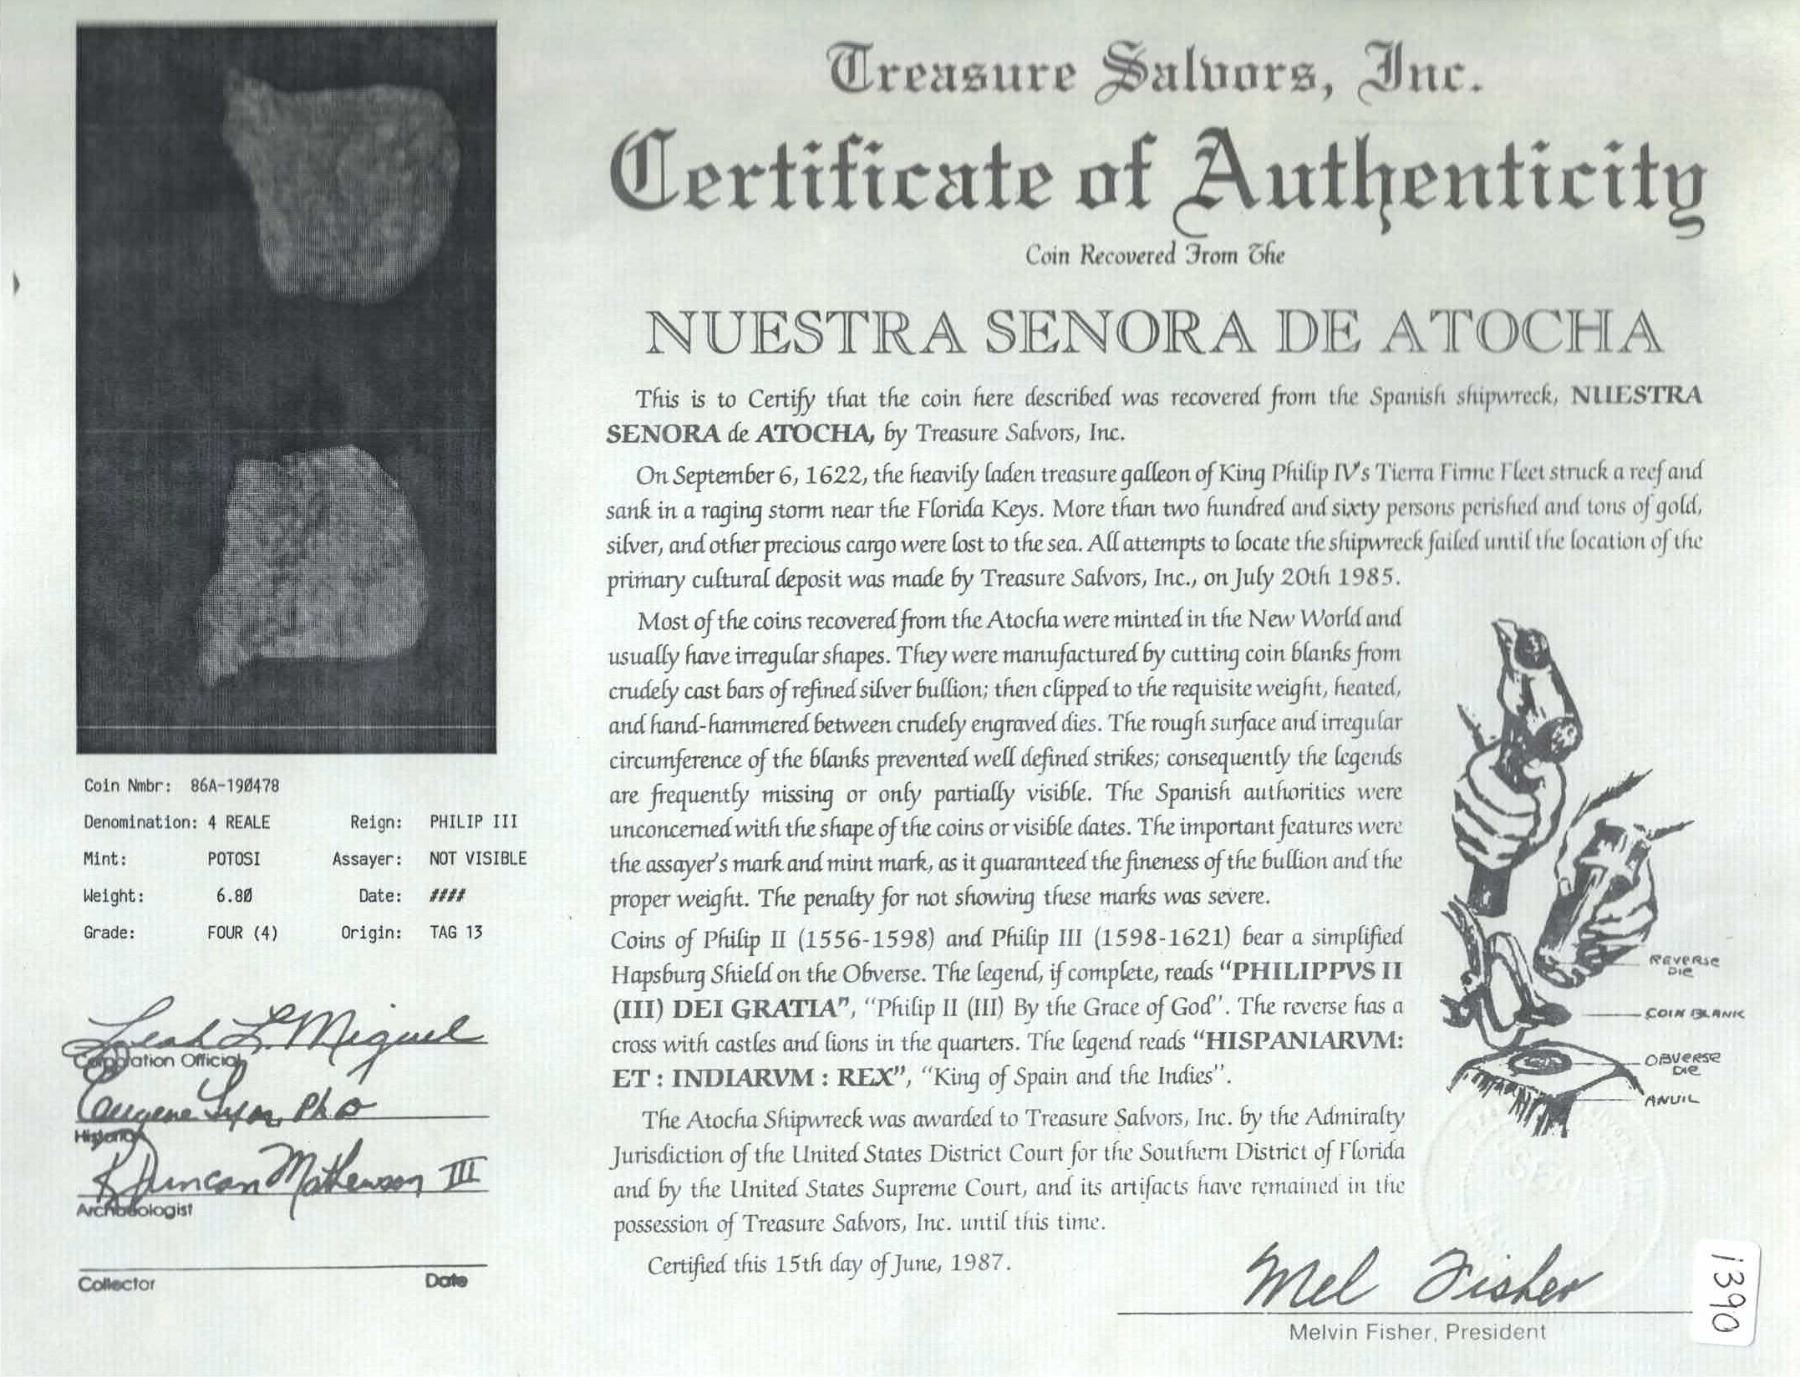 Treasure Salvors, Inc.
Certificate of Authenticity
Coin Recovered From The
NUESTRA SENORA DE ATOCHA
This is to Certify that the coin here described was recovered from the Spanish shipwreck, NUESTRA
SENORA de ATOCHA, by Treasure Salvors, Inc.
On September 6, 1622, the heavily laden treasure galleon of King Philip IV's Tierra Firme Fleet struck a reef and
sank in a raging storm near the Florida Keys. More than two hundred and sixty persons perished and tons of gold,
silver, and other precious cargo were lost to the sea. All attempts to locate the shipwreck failed until the location of the
primary cultural deposit was made by Treasure Salvors, Inc., on July 20th 1985.
Most of the coins recovered from the Atocha were minted in the New World and
usually have irregular shapes. They were manufactured by cutting coin blanks from
crudely cast bars of refined silver bullion; then clipped to the requisite weight, heated,
and hand-hammered between crudely engraved dies. The rough surface and irregular
circumference of the blanks prevented well defined strikes; consequently the legends
are frequently missing or only partially visible. The Spanish authorities were
unconcerned with the shape of the coins or visible dates. The important features were
the assayer's mark and mint mark, as it guaranteed the fineness of the bullion and the
proper weight. The penalty for not showing these marks was severe.
Coins of Philip II (1556-1598) and Philip III (1598-1621) bear a simplified
Hapsburg Shield on the Obverse. The legend, if complete, reads "PHILIPPVS II
(III) DEI GRATIA", "Philip II (III) By the Grace of God". The reverse has a
cross with castles and lions in the quarters. The legend reads "HISPANIARVM:
ET : INDIARVM : REX", "King of Spain and the Indies".
The Atocha Shipwreck was awarded to Treasure Salvors, Inc. by the Admiralty
Jurisdiction of the United States District Court for the Southern District of Florida
and by the United States Supreme Court, and its artifacts have remained in the
possession of Treasure Salvors, Inc. until this time.
Certified this 15th day of June, 1987.
REVERSE
DIE
COIN BLANK
OBVERSE
DIE
ANVIL
SEAL
Mel Fisher
Melvin Fisher, President
1390
Coin Nmbr: 86A-190478
Denomination: 4 REALE Reign: PHILIP III
Mint: POTOSI Assayer: NOT VISIBLE
Weight: 6.80 Date: ####
Grade: FOUR (4) Origin: TAG 13
Leah L. Miguel
Corporation Official
Eugene Lyon, PhD
Historian
R Duncan Mathewson III
Archaeologist
Collector Date